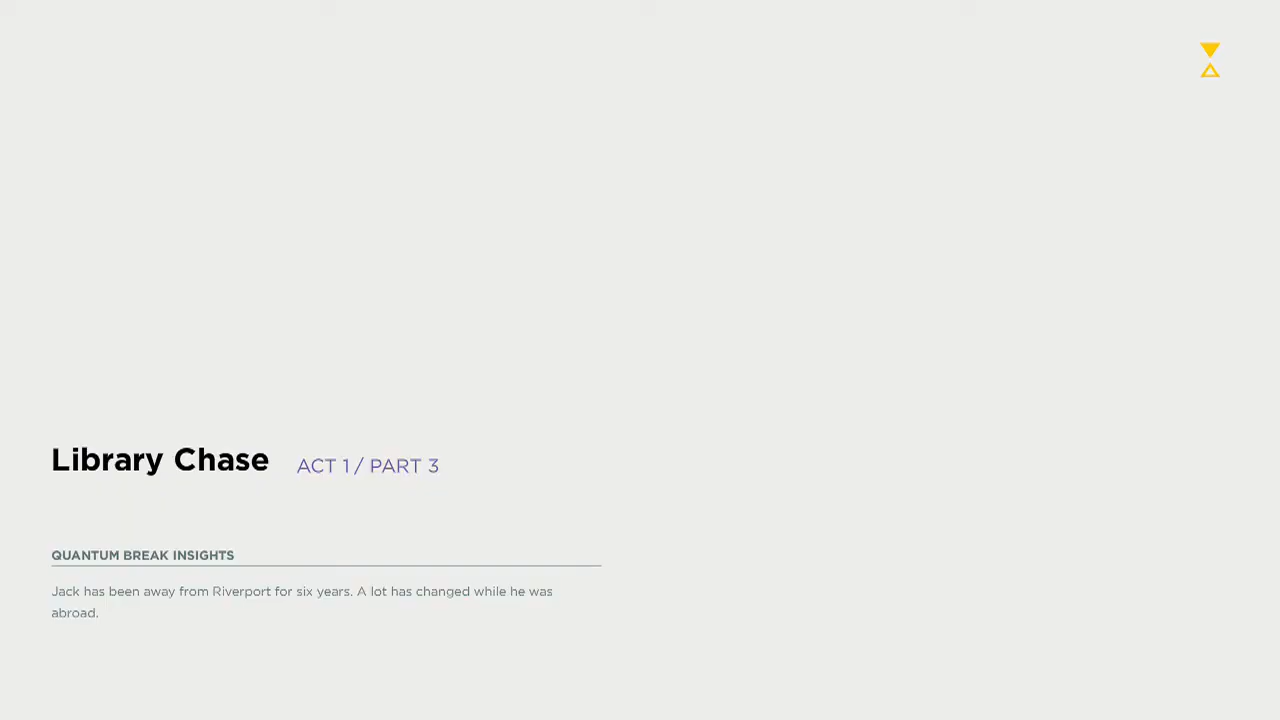 Library Chase ACT 1 / PART 3
QUANTUM BREAK INSIGHTS
Jack has been away from Riverport for six years. A lot has changed while he was
abroad.